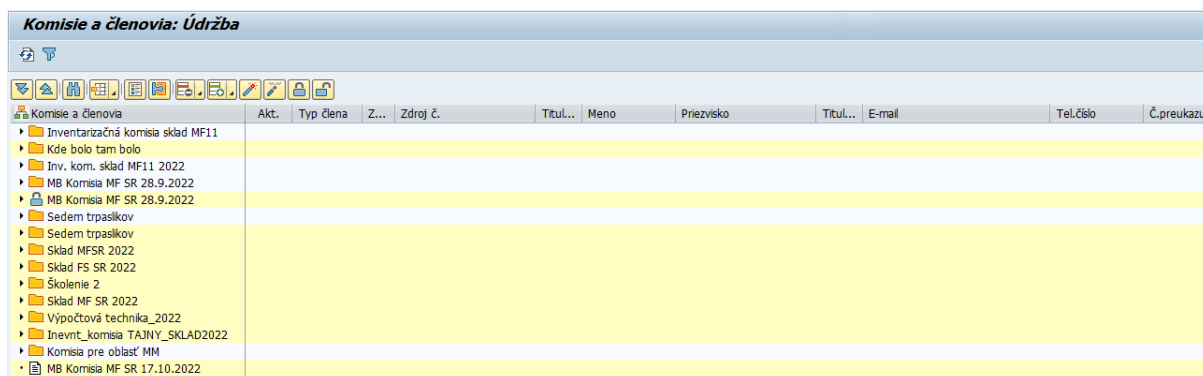 Komisie a členovia: Údržba
Komisie a členovia Akt. Typ člena Z... Zdroj č. Titul... Meno Priezvisko Titul... E-mail Tel.číslo Č.preukazu
Inventarizačná komisia sklad MF11
Kde bolo tam bolo
Inv. kom. sklad MF11 2022
MB Komisia MF SR 28.9.2022
MB Komisia MF SR 28.9.2022
Sedem trpaslikov
Sedem trpaslikov
Sklad MFSR 2022
Sklad FS SR 2022
Školenie 2
Sklad MF SR 2022
Výpočtová technika_2022
Inevnt_komisia TAJNY_SKLAD2022
Komisia pre oblasť MM
MB Komisia MF SR 17.10.2022